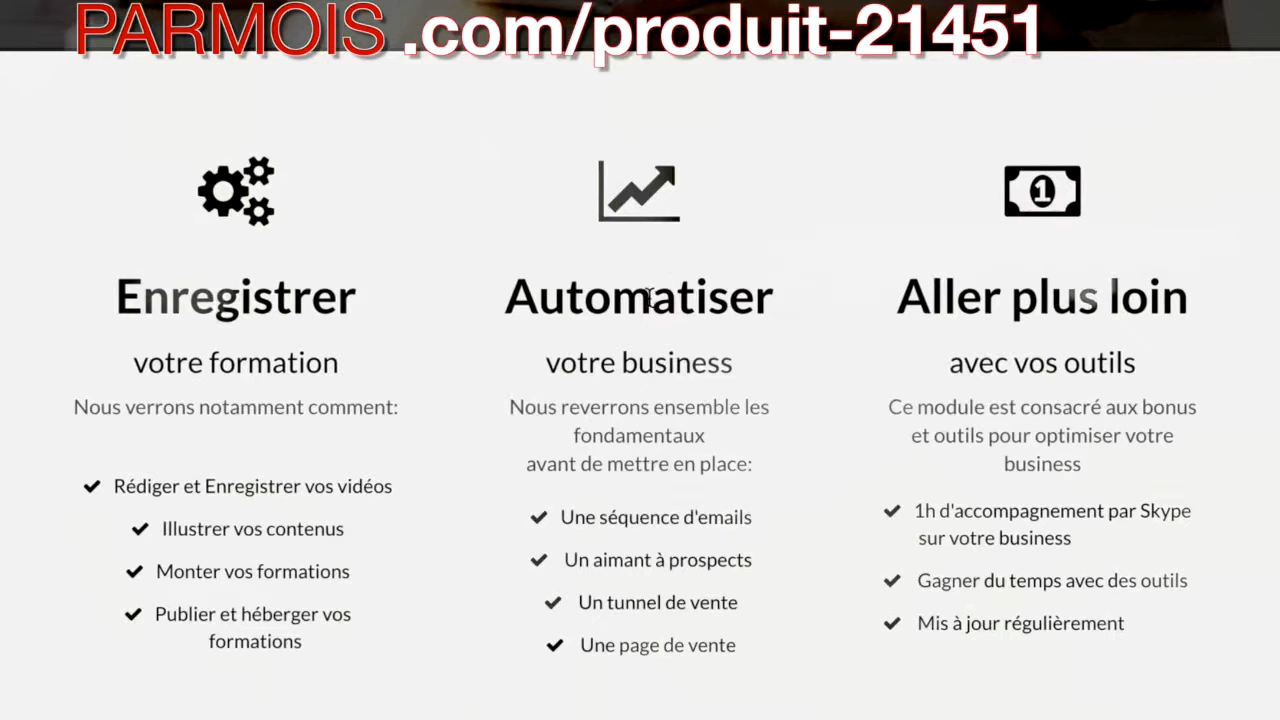 PARMOIS .com/produit-21451
Enregistrer
votre formation
Nous verrons notamment comment:
Rédiger et Enregistrer vos vidéos
Illustrer vos contenus
Monter vos formations
Publier et héberger vos
formations
Automatiser
votre business
Nous reverrons ensemble les
fondamentaux
avant de mettre en place:
Une séquence d'emails
Un aimant à prospects
Un tunnel de vente
Une page de vente
1
Aller plus loin
avec vos outils
Ce module est consacré aux bonus
et outils pour optimiser votre
business
1h d'accompagnement par Skype
sur votre business
Gagner du temps avec des outils
Mis à jour régulièrement